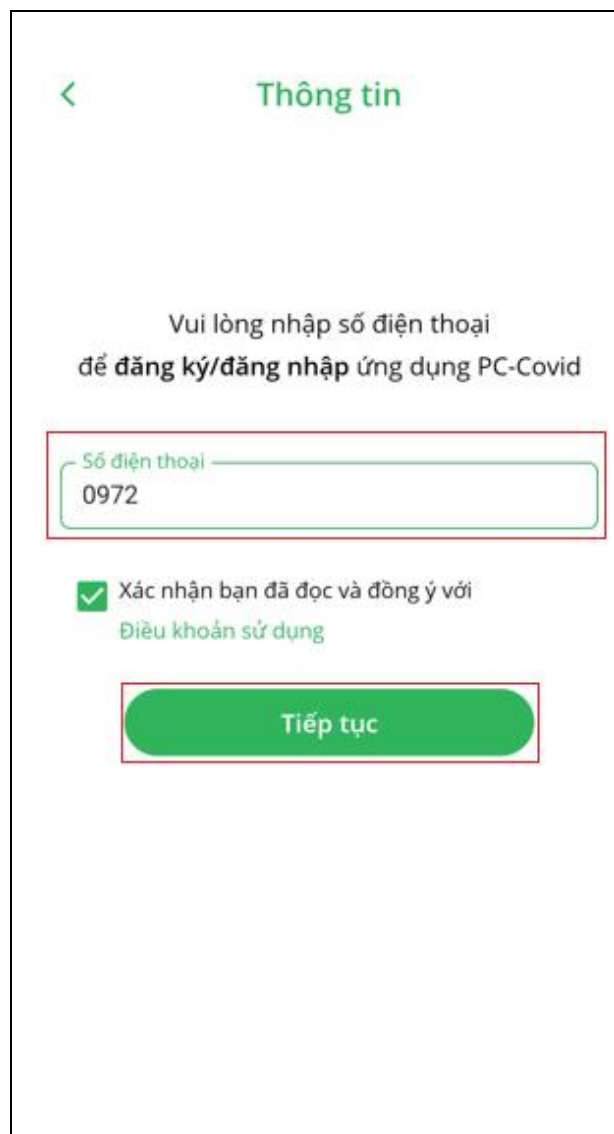 Thông tin
Vui lòng nhập số điện thoại
để đăng ký/đăng nhập ứng dụng PC-Covid
Số điện thoại
0972
Xác nhận bạn đã đọc và đồng ý với
Điều khoản sử dụng
Tiếp tục